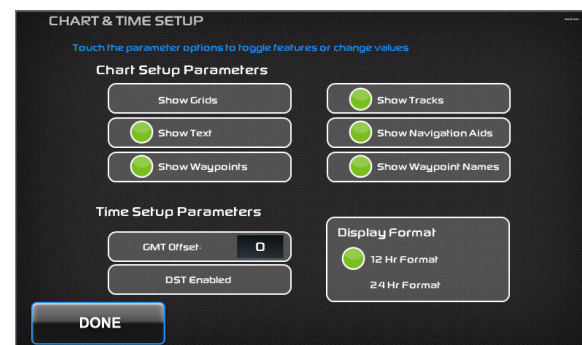 CHART & TIME SETUP
Touch the parameter options to toggle features or change values
Chart Setup Parameters
Show Grids
Show Tracks
Show Text
Show Navigation Aids
Show Waypoints
Show Waypoint Names
Time Setup Parameters
GMT Offset: 0
DST Enabled
Display Format
12 Hr Format
24 Hr Format
DONE